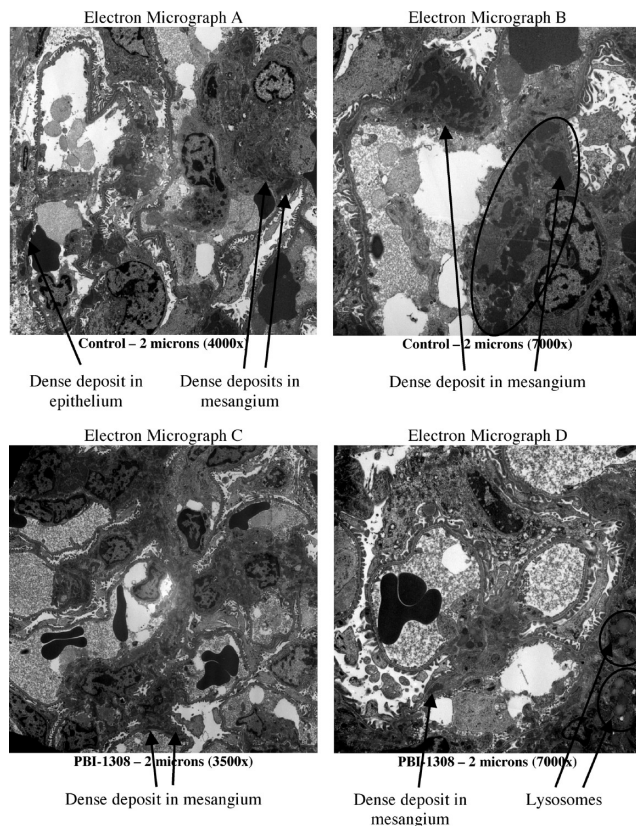 Electron Micrograph A
Electron Micrograph B
Control – 2 microns (4000x)
Control – 2 microns (7000x)
Dense deposit in
epithelium
Dense deposits in
mesangium
Dense deposit in mesangium
Electron Micrograph C
Electron Micrograph D
PBI-1308 – 2 microns (3500x)
PBI-1308 – 2 microns (7000x)
Dense deposit in mesangium
Dense deposit in
mesangium
Lysosomes